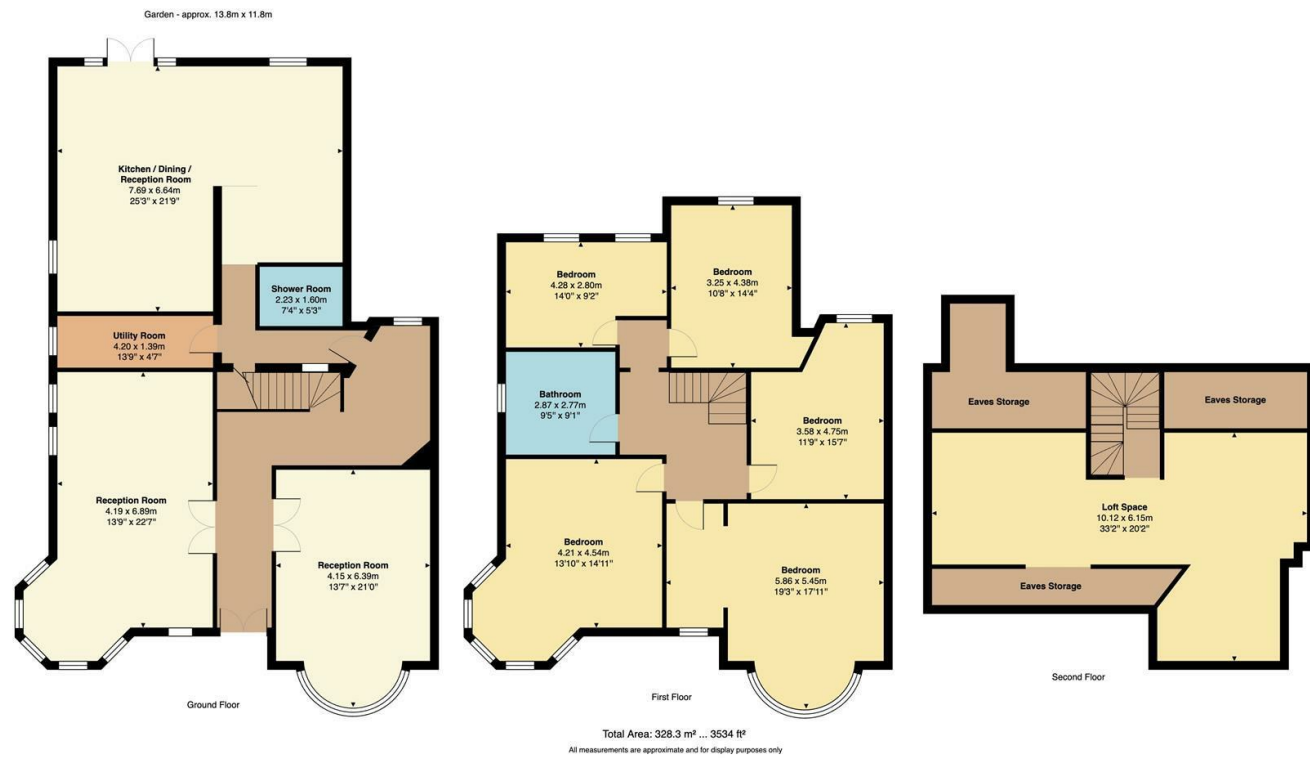 Garden - approx. 13.8m x 11.8m
Kitchen / Dining /
Reception Room
7.69 x 6.64m
25'3" x 21'9"
Shower Room
2.23 x 1.60m
7'4" x 5'3"
Utility Room
4.20 x 1.39m
13'9" x 4'7"
Reception Room
4.19 x 6.89m
13'9" x 22'7"
Reception Room
4.15 x 6.39m
13'7" x 21'0"
Ground Floor
Bedroom
4.28 x 2.80m
14'0" x 9'2"
Bedroom
3.25 x 4.38m
10'8" x 14'4"
Bathroom
2.87 x 2.77m
9'5" x 9'1"
Bedroom
3.58 x 4.75m
11'9" x 15'7"
Bedroom
4.21 x 4.54m
13'10" x 14'11"
Bedroom
5.86 x 5.45m
19'3" x 17'11"
First Floor
Eaves Storage
Eaves Storage
Loft Space
10.12 x 6.15m
33'2" x 20'2"
Eaves Storage
Second Floor
Total Area: 328.3 m² ... 3534 ft²
All measurements are approximate and for display purposes only